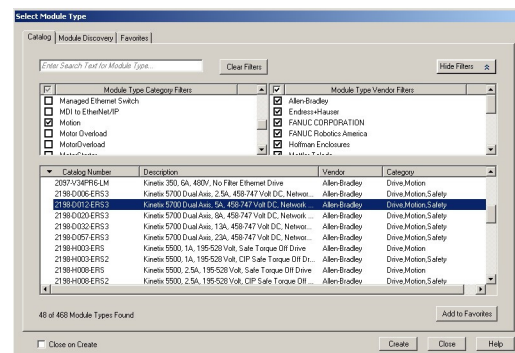 Select Module Type
Catalog Module Discovery Favorites
Enter Search Text for Module Type...
Clear Filters
Hide Filters
Module Type Category Filters
Module Type Vendor Filters
Managed Ethernet Switch
Allen-Bradley
MDI to EtherNet/IP
Endress+Hauser
Motion
FANUC CORPORATION
Motor Overload
FANUC Robotics America
MotorOverload
Hoffman Enclosures
MotorStarter
Mettler-Toledo
Catalog Number Description Vendor Category
2097-V34PR6-LM Kinetix 350, 6A, 480V, No Filter Ethernet Drive Allen-Bradley Drive,Motion
2198-D006-ERS3 Kinetix 5700 Dual Axis, 2.5A, 458-747 Volt DC, Networ... Allen-Bradley Drive,Motion,Safety
2198-D012-ERS3 Kinetix 5700 Dual Axis, 5A, 458-747 Volt DC, Network ... Allen-Bradley Drive,Motion,Safety
2198-D020-ERS3 Kinetix 5700 Dual Axis, 8A, 458-747 Volt DC, Network ... Allen-Bradley Drive,Motion,Safety
2198-D032-ERS3 Kinetix 5700 Dual Axis, 13A, 458-747 Volt DC, Networ... Allen-Bradley Drive,Motion,Safety
2198-D057-ERS3 Kinetix 5700 Dual Axis, 23A, 458-747 Volt DC, Networ... Allen-Bradley Drive,Motion,Safety
2198-H003-ERS Kinetix 5500, 1A, 195-528 Volt, Safe Torque Off Drive Allen-Bradley Drive,Motion
2198-H003-ERS2 Kinetix 5500, 1A, 195-528 Volt, CIP Safe Torque Off Dr... Allen-Bradley Drive,Motion,Safety
2198-H008-ERS Kinetix 5500, 2.5A, 195-528 Volt, Safe Torque Off Drive Allen-Bradley Drive,Motion
2198-H008-ERS2 Kinetix 5500, 2.5A, 195-528 Volt, CIP Safe Torque Off ... Allen-Bradley Drive,Motion,Safety
48 of 468 Module Types Found
Add to Favorites
Close on Create
Create
Close
Help